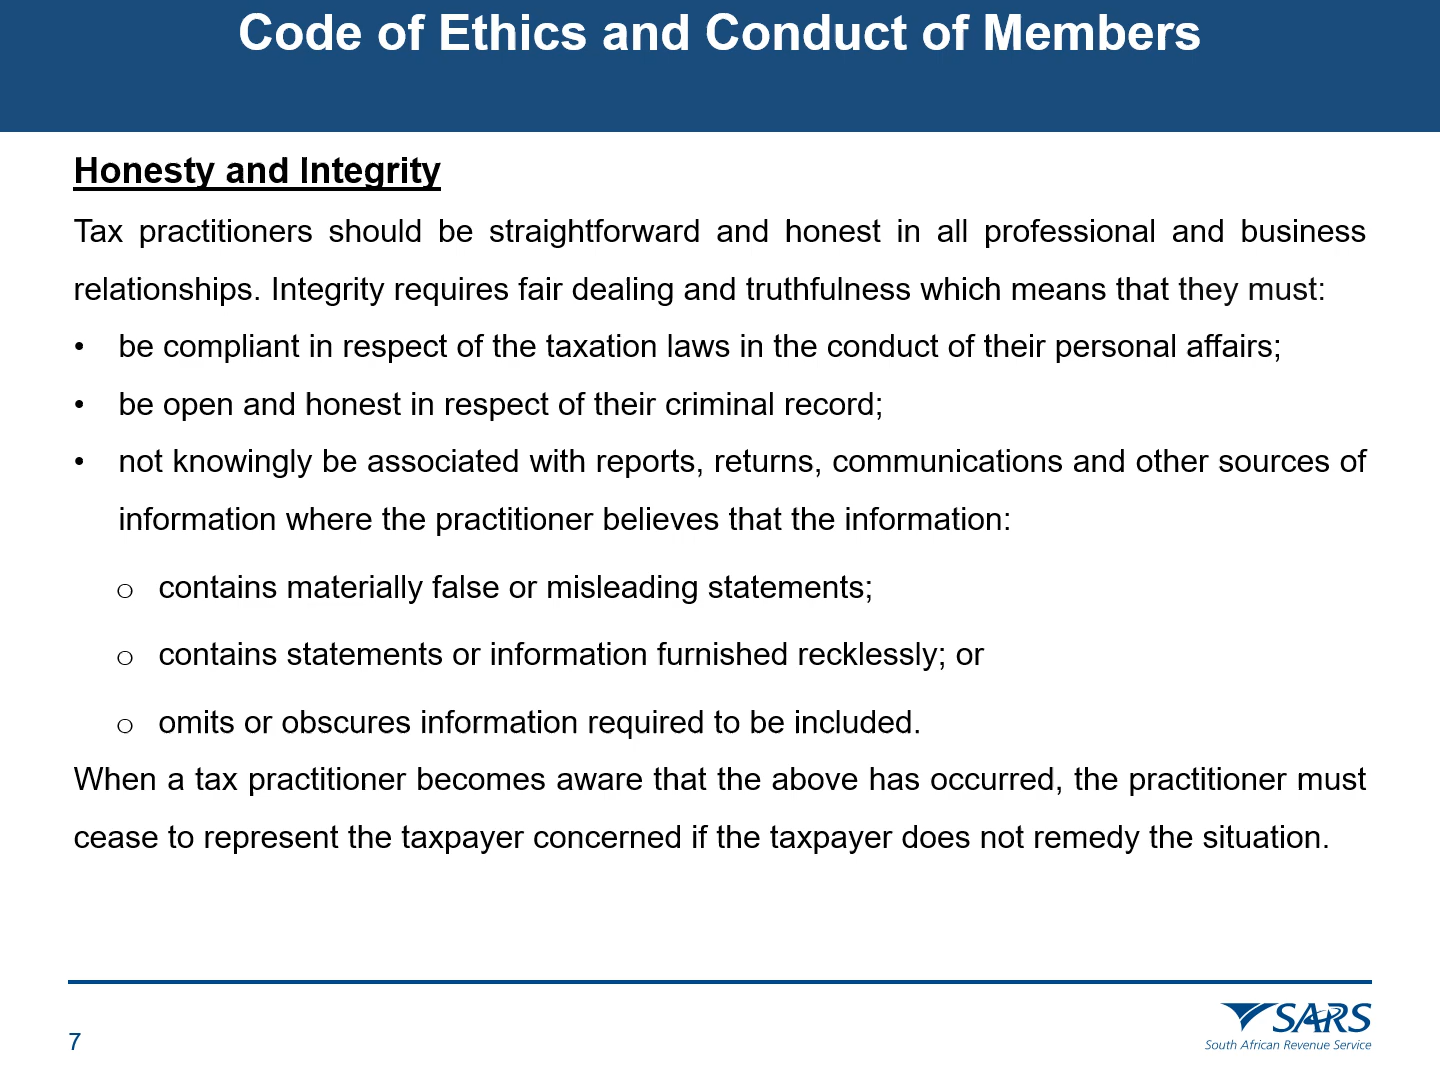 Code of Ethics and Conduct of Members
Honesty and Integrity
Tax practitioners should be straightforward and honest in all professional and business
relationships. Integrity requires fair dealing and truthfulness which means that they must:
• be compliant in respect of the taxation laws in the conduct of their personal affairs;
• be open and honest in respect of their criminal record;
• not knowingly be associated with reports, returns, communications and other sources of
information where the practitioner believes that the information:
o contains materially false or misleading statements;
o contains statements or information furnished recklessly; or
o omits or obscures information required to be included.
When a tax practitioner becomes aware that the above has occurred, the practitioner must
cease to represent the taxpayer concerned if the taxpayer does not remedy the situation.
SARS
South African Revenue Service
7